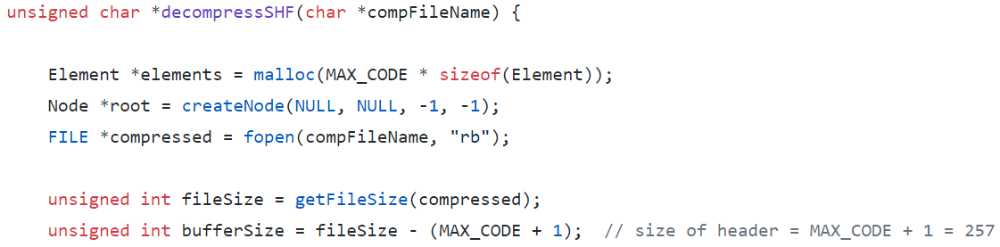 unsigned char *decompressSHF(char *compFileName) {
Element *elements = malloc(MAX_CODE * sizeof(Element));
Node *root = createNode(NULL, NULL, -1, -1);
FILE *compressed = fopen(compFileName, "rb");
unsigned int fileSize = getFileSize(compressed);
unsigned int bufferSize = fileSize - (MAX_CODE + 1);  // size of header = MAX_CODE + 1 = 257